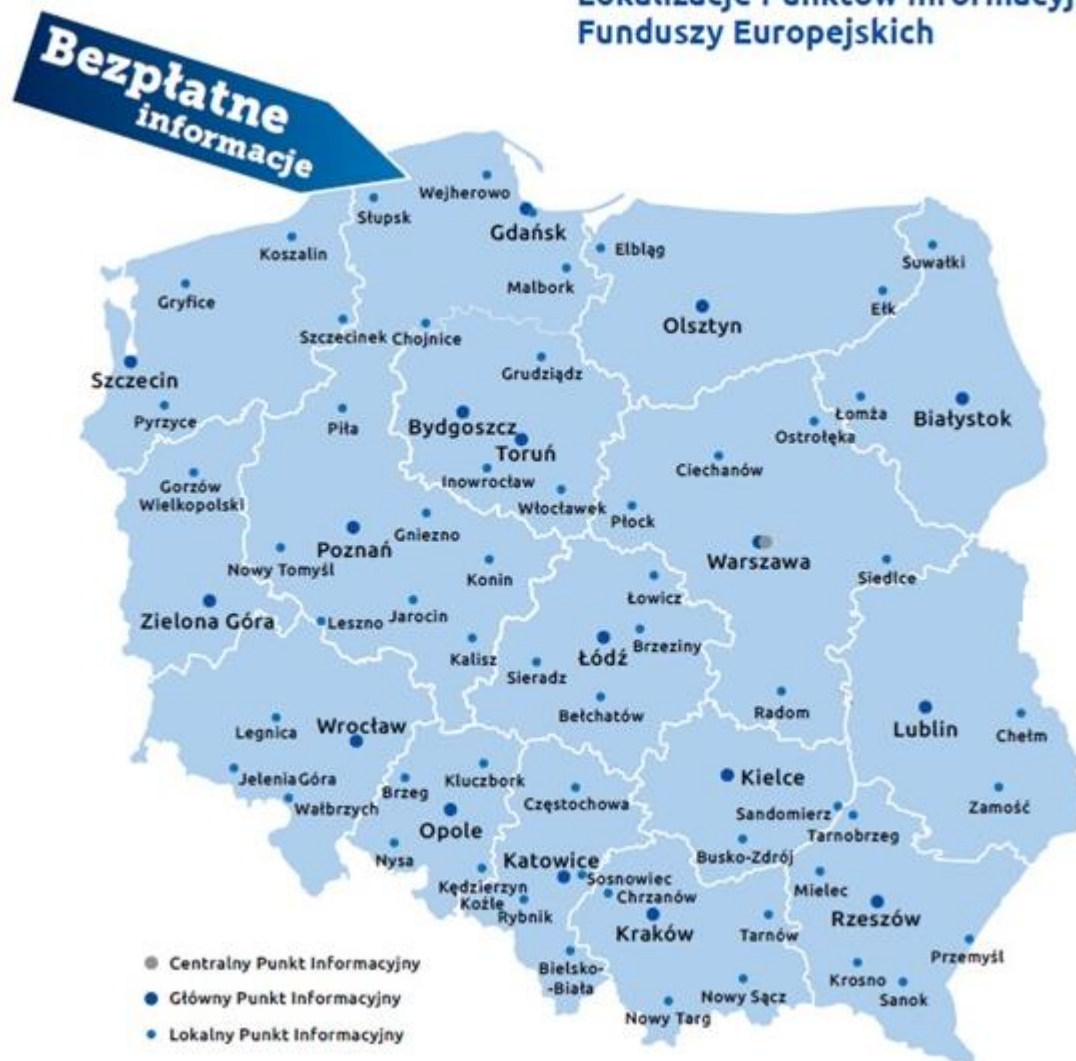 Lokalizacje Punktów Informacyj
Funduszy Europejskich
Bezpłatne
informacje
Wejherowo
Słupsk
Gdańsk
Koszalin
Elbląg
Suwałki
Malbork
Gryfice
Ełk
Olsztyn
Szczecinek
Chojnice
Szczecin
Grudziądz
Pyrzyce
Piła
Bydgoszcz
Toruń
Łomża
Ostrołęka
Białystok
Ciechanów
Inowrocław
Gorzów
Wielkopolski
Włocławek
Płock
Gniezno
Poznań
Nowy Tomyśl
Konin
Warszawa
Siedlce
Łowicz
Zielona Góra
Leszno
Jarocin
Kalisz
Łódź
Brzeziny
Sieradz
Bełchatów
Radom
Legnica
Wrocław
Lublin
Chełm
Jelenia Góra
Wałbrzych
Brzeg
Kluczbork
Częstochowa
Kielce
Sandomierz
Tarnobrzeg
Zamość
Opole
Nysa
Katowice
Busko-Zdrój
Kędzierzyn
Koźle
Sosnowiec
Chrzanów
Mielec
Rybnik
Kraków
Tarnów
Rzeszów
Przemyśl
Bielsko-
-Biała
Krosno
Sanok
Nowy Sącz
Nowy Targ
Centralny Punkt Informacyjny
Główny Punkt Informacyjny
Lokalny Punkt Informacyjny